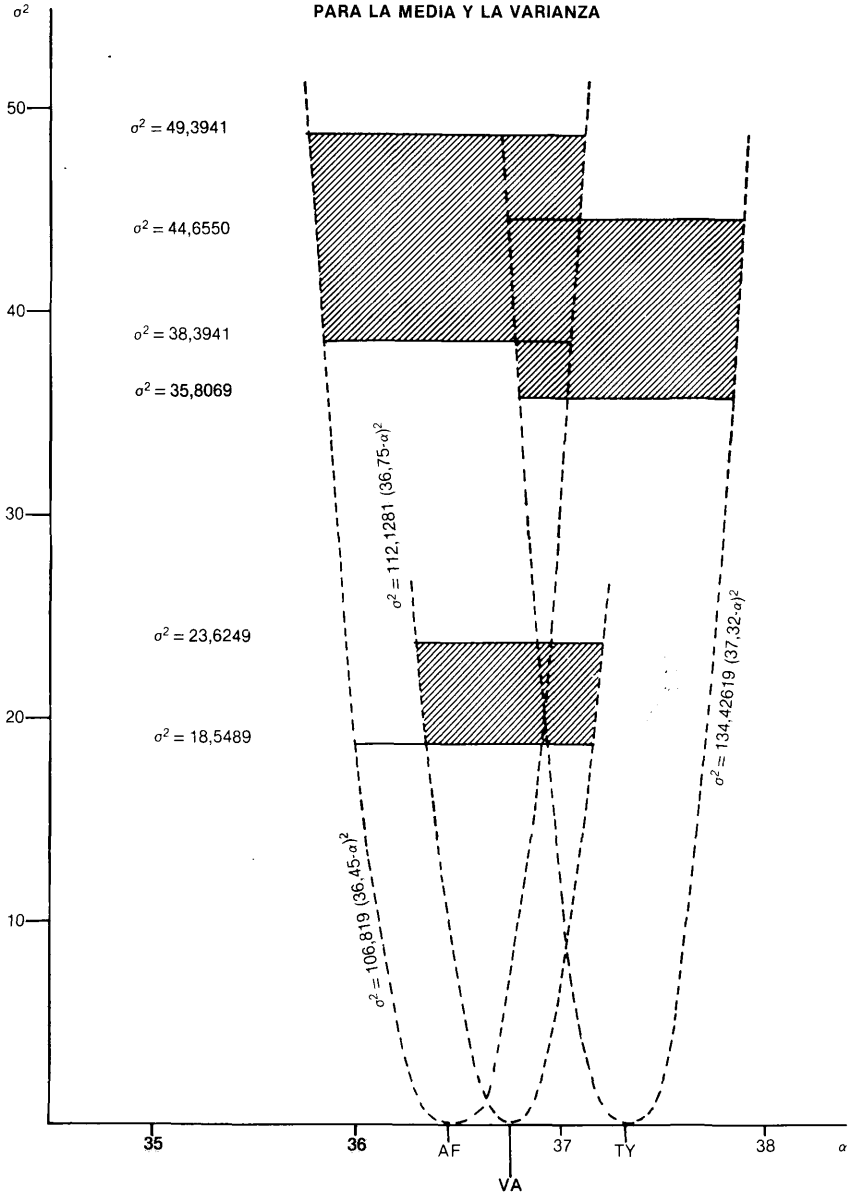 PARA LA MEDIA Y LA VARIANZA
σ²
50
σ² = 49,3941
σ² = 44,6550
40
σ² = 38,3941
σ² = 35,8069
σ² = 112,1281 (36,75-α)²
30
σ² = 23,6249
σ² = 134,42619 (37,32-α)²
20
σ² = 18,5489
σ² = 106,819 (36,45-α)²
10
35
36
AF
37
TY
38
α
VA